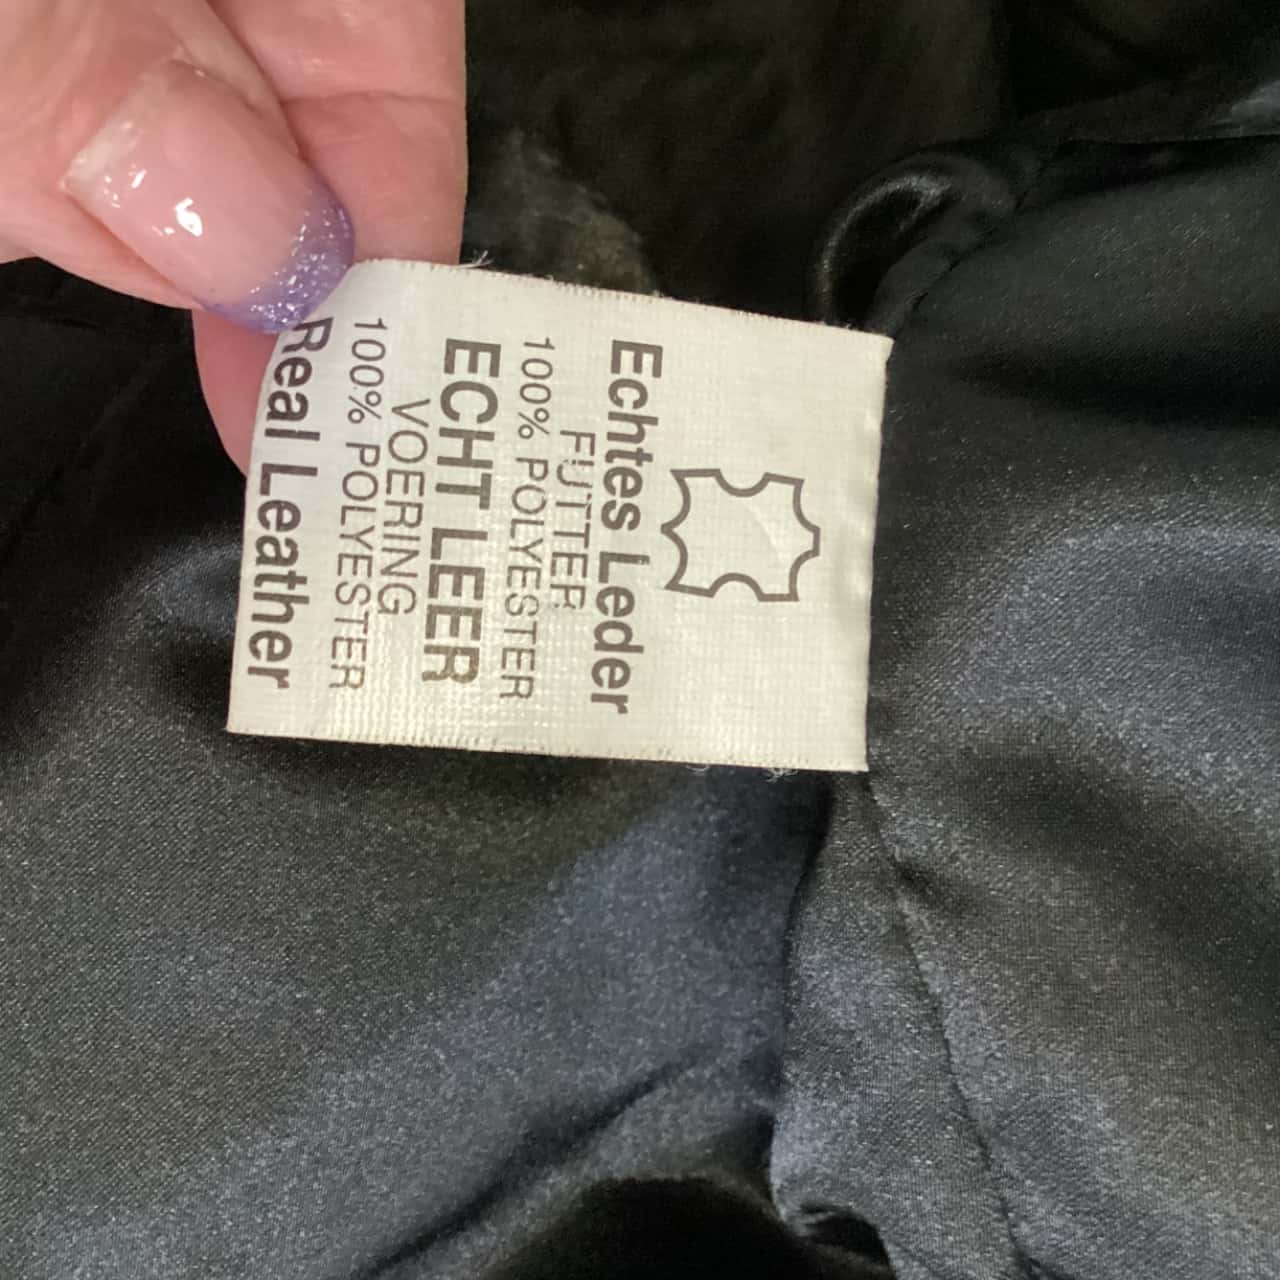 Echtes Leder
FUTTER
100% POLYESTER
ECHT LEER
VOERING
100% POLYESTER
Real Leather